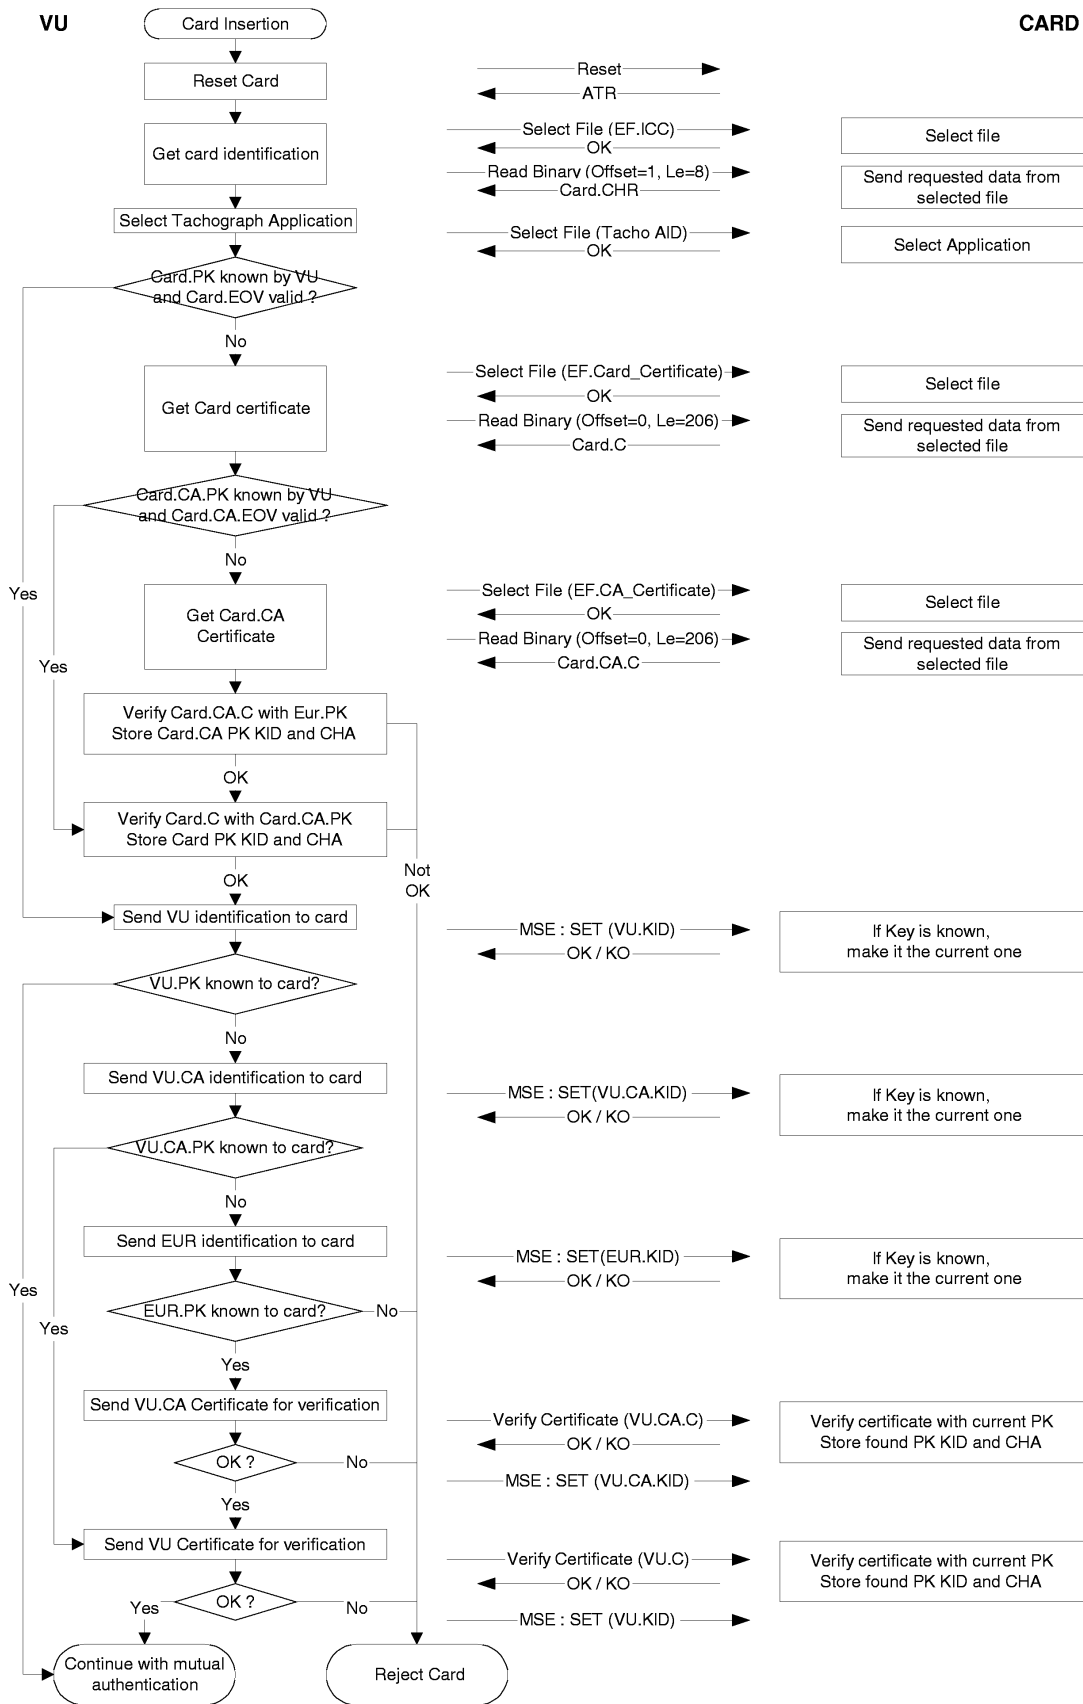 VU
Card Insertion
CARD
Reset Card
Reset
ATR
Get card identification
Select File (EF.ICC)
OK
Select file
Read Binary (Offset=1, Le=8)
Card.CHR
Send requested data from
selected file
Select Tachograph Application
Select File (Tacho AID)
OK
Select Application
Card.PK known by VU
and Card.EOV valid ?
No
Get Card certificate
Select File (EF.Card_Certificate)
OK
Select file
Read Binary (Offset=0, Le=206)
Card.C
Send requested data from
selected file
Card.CA.PK known by VU
and Card.CA.EOV valid ?
No
Yes
Get Card.CA
Certificate
Select File (EF.CA_Certificate)
OK
Select file
Read Binary (Offset=0, Le=206)
Card.CA.C
Send requested data from
selected file
Yes
Verify Card.CA.C with Eur.PK
Store Card.CA PK KID and CHA
OK
Verify Card.C with Card.CA.PK
Store Card PK KID and CHA
Not
OK
OK
Send VU identification to card
MSE : SET (VU.KID)
OK / KO
If Key is known,
make it the current one
VU.PK known to card?
No
Send VU.CA identification to card
MSE : SET(VU.CA.KID)
OK / KO
If Key is known,
make it the current one
VU.CA.PK known to card?
No
Send EUR identification to card
MSE : SET(EUR.KID)
OK / KO
If Key is known,
make it the current one
Yes
EUR.PK known to card?
No
Yes
Yes
Send VU.CA Certificate for verification
Verify Certificate (VU.CA.C)
OK / KO
Verify certificate with current PK
Store found PK KID and CHA
OK ?
No
MSE : SET (VU.CA.KID)
Yes
Send VU Certificate for verification
Verify Certificate (VU.C)
OK / KO
Verify certificate with current PK
Store found PK KID and CHA
OK ?
Yes
No
MSE : SET (VU.KID)
Continue with mutual
authentication
Reject Card